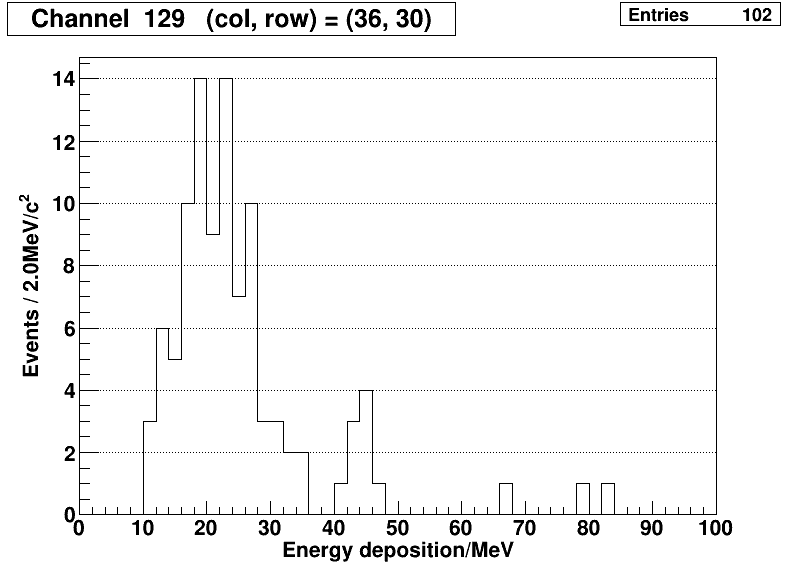 Channel 129 (col, row) = (36, 30)
Entries 102
Events / 2.0MeV/c²
14
12
10
8
6
4
2
0
0 10 20 30 40 50 60 70 80 90 100
Energy deposition/MeV